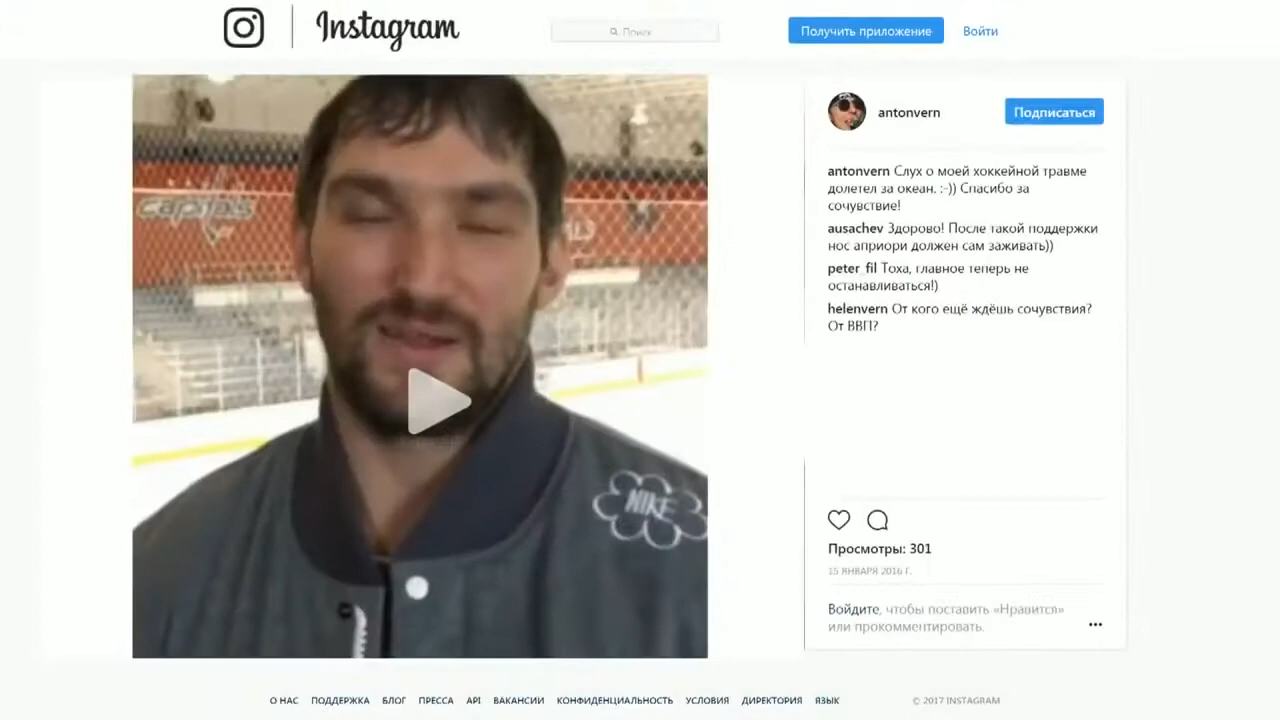 Instagram
Поиск
Получить приложение
Войти
capitals
NIKE
antonvern
Подписаться
antonvern Слух о моей хоккейной травме
долетел за океан. :-)) Спасибо за
сочувствие!
ausachev Здорово! После такой поддержки
нос априори должен сам заживать))
peter_fil Тоха, главное теперь не
останавливаться!)
helenvern От кого ещё ждёшь сочувствия?
От ВВП?
Просмотры: 301
15 ЯНВАРЯ 2016 Г.
Войдите, чтобы поставить «Нравится»
или прокомментировать.
О НАС ПОДДЕРЖКА БЛОГ ПРЕССА API ВАКАНСИИ КОНФИДЕНЦИАЛЬНОСТЬ УСЛОВИЯ ДИРЕКТОРИЯ ЯЗЫК © 2017 INSTAGRAM